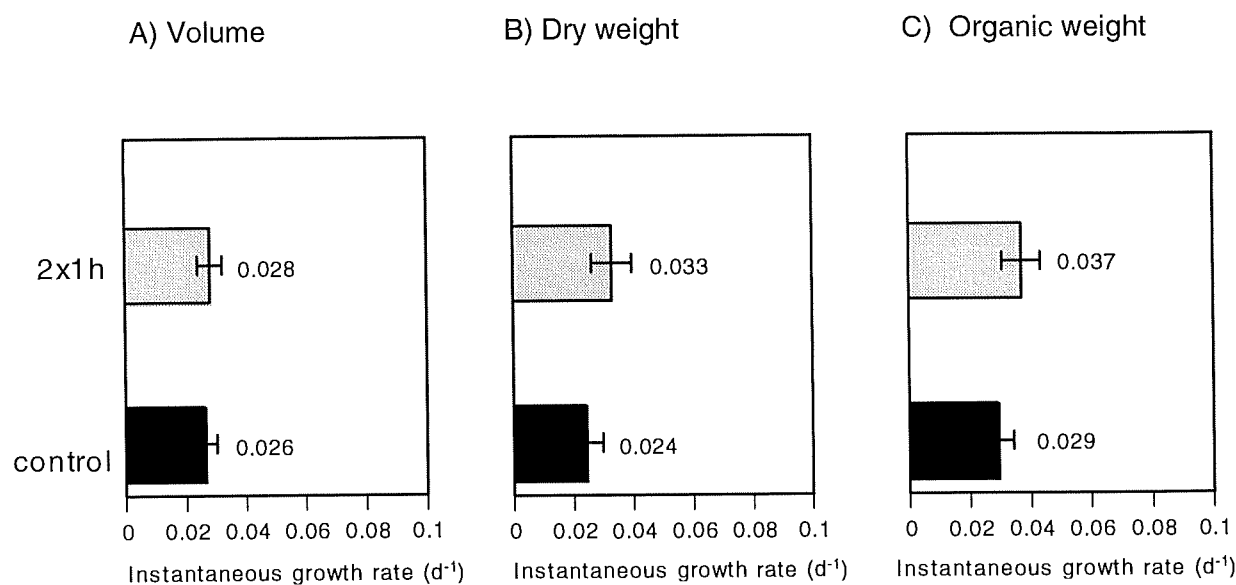 A) Volume
B) Dry weight
C) Organic weight
2x1h
0.028
0.033
0.037
control
0.026
0.024
0.029
0 0.02 0.04 0.06 0.08 0.1
0 0.02 0.04 0.06 0.08 0.1
0 0.02 0.04 0.06 0.08 0.1
Instantaneous growth rate (d⁻¹)
Instantaneous growth rate (d⁻¹)
Instantaneous growth rate (d⁻¹)